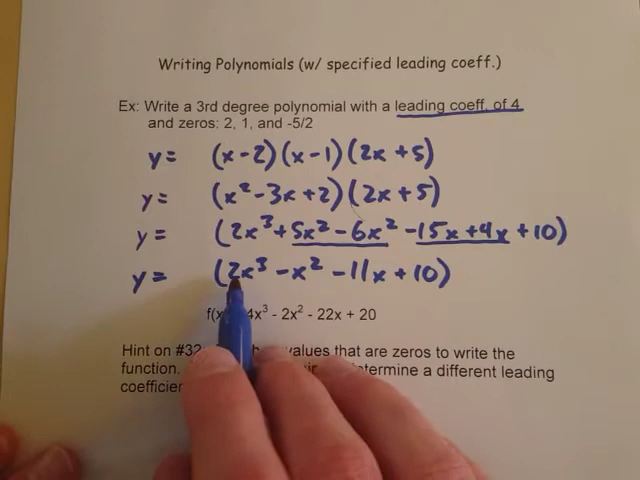 Writing Polynomials (w/ specified leading coeff.)
Ex: Write a 3rd degree polynomial with a leading coeff. of 4
and zeros: 2, 1, and -5/2
y = (x-2)(x-1)(2x+5)
y = (x² -3x+2)(2x+5)
y = (2x³+5x²-6x² -15x+4x+10)
y = (2x³ -x² -11x+10)
f(x 4x³ - 2x² - 22x + 20
Hint on #32 values that are zeros to write the
function. determine a different leading
coefficien